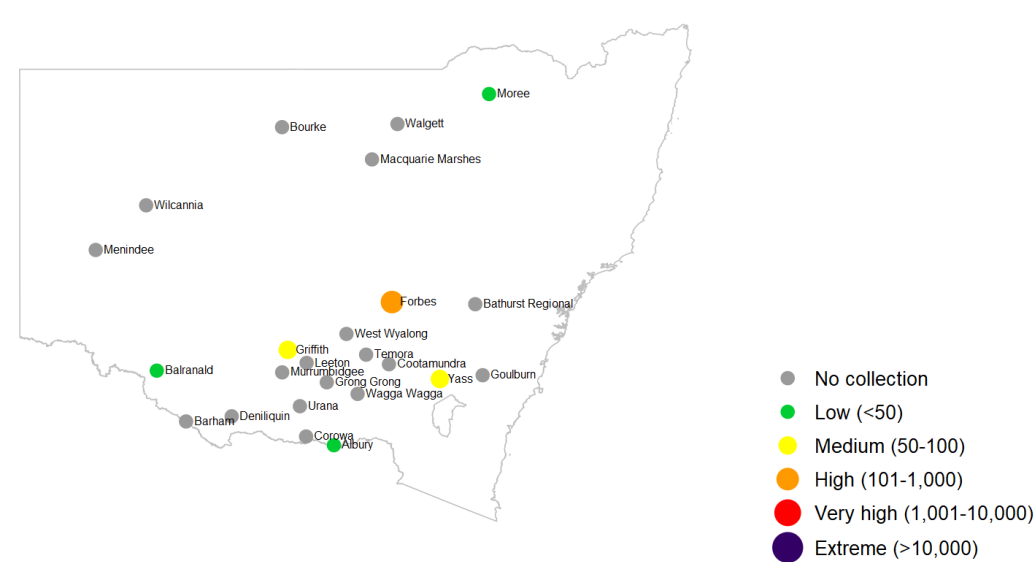 Moree
Walgett
Bourke
Macquarie Marshes
Wilcannia
Menindee
Forbes
Bathurst Regional
West Wyalong
Griffith
Temora
Leeton
Cootamundra
Balranald
Murrumbidgee
Goulburn
Yass
Grong Grong
Wagga Wagga
Urana
Deniliquin
Barham
Corowa
Albury
No collection
Low (<50)
Medium (50-100)
High (101-1,000)
Very high (1,001-10,000)
Extreme (>10,000)